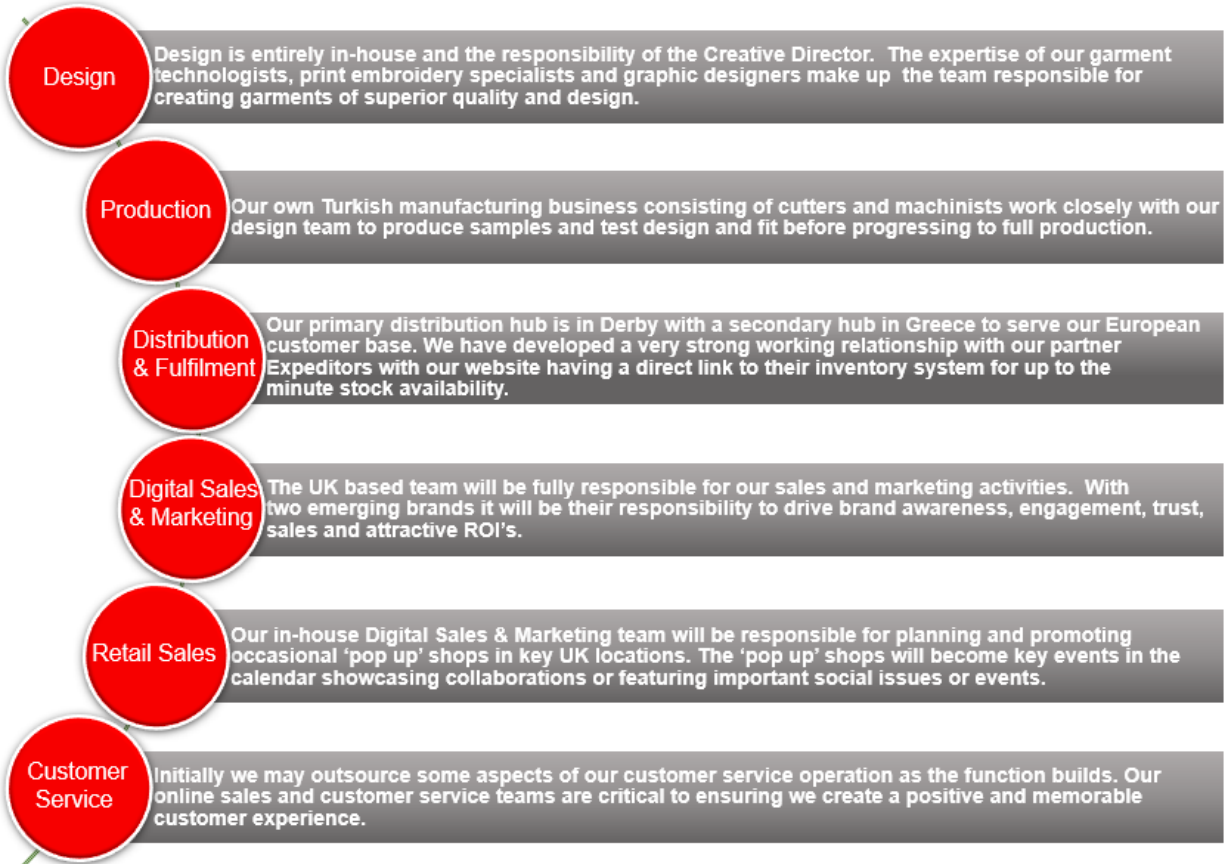 Design
Design is entirely in-house and the responsibility of the Creative Director.  The expertise of our garment
technologists, print embroidery specialists and graphic designers make up  the team responsible for
creating garments of superior quality and design.
Production
Our own Turkish manufacturing business consisting of cutters and machinists work closely with our
design team to produce samples and test design and fit before progressing to full production.
Distribution
& Fulfilment
Our primary distribution hub is in Derby with a secondary hub in Greece to serve our European
customer base. We have developed a very strong working relationship with our partner
Expeditors with our website having a direct link to their inventory system for up to the
minute stock availability.
Digital Sales
& Marketing
The UK based team will be fully responsible for our sales and marketing activities.  With
two emerging brands it will be their responsibility to drive brand awareness, engagement, trust,
sales and attractive ROI’s.
Retail Sales
Our in-house Digital Sales & Marketing team will be responsible for planning and promoting
occasional ‘pop up’ shops in key UK locations. The ‘pop up’ shops will become key events in the
calendar showcasing collaborations or featuring important social issues or events.
Customer
Service
Initially we may outsource some aspects of our customer service operation as the function builds. Our
online sales and customer service teams are critical to ensuring we create a positive and memorable
customer experience.